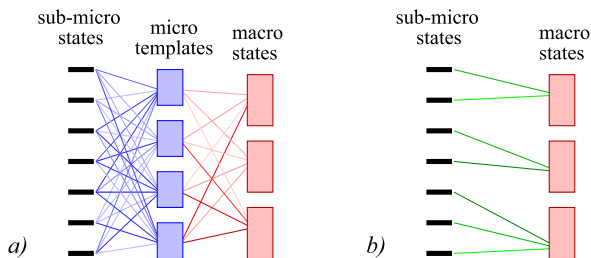 sub-micro
states
micro
templates
macro
states
a)
sub-micro
states
macro
states
b)